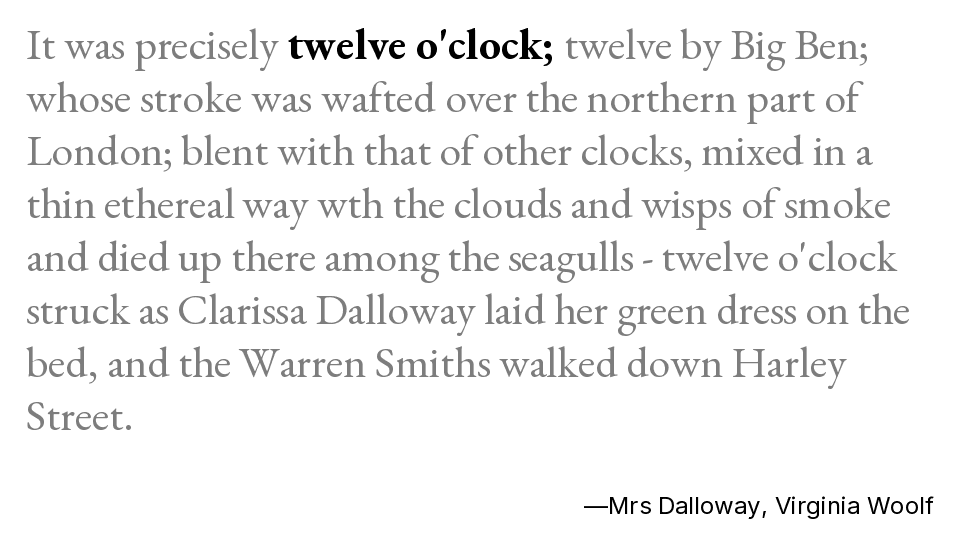 It was precisely twelve o'clock; twelve by Big Ben;
whose stroke was wafted over the northern part of
London; blent with that of other clocks, mixed in a
thin ethereal way wth the clouds and wisps of smoke
and died up there among the seagulls - twelve o'clock
struck as Clarissa Dalloway laid her green dress on the
bed, and the Warren Smiths walked down Harley
Street.
—Mrs Dalloway, Virginia Woolf